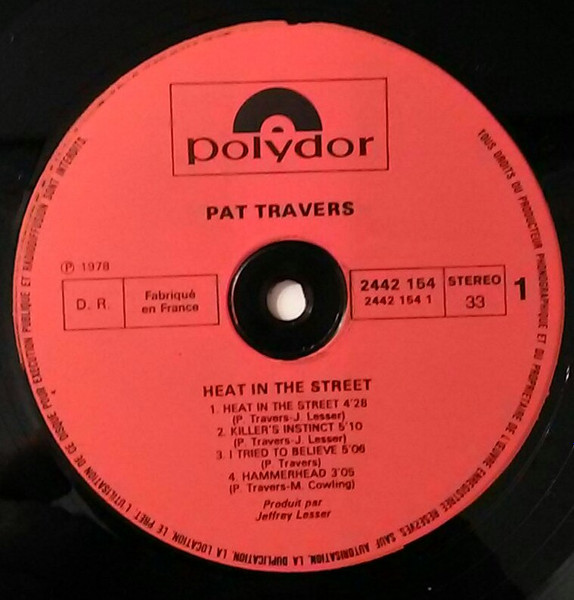 polydor
PAT TRAVERS
℗ 1978
D. R.
Fabriqué
en France
2442 154
2442 154 1
STEREO
33
1
HEAT IN THE STREET
1. HEAT IN THE STREET 4'28
(P. Travers-J. Lesser)
2. KILLER'S INSTINCT 5'10
(P. Travers-J. Lesser)
3. I TRIED TO BELIEVE 5'06
(P. Travers)
4. HAMMERHEAD 3'05
(P. Travers-M. Cowling)
Produit par
Jeffrey Lesser
TOUS DROITS DU PRODUCTEUR PHONOGRAPHIQUE ET DU PROPRIETAIRE DE L'ŒUVRE ENREGISTREE RESERVES. SAUF AUTORISATION, LA DUPLICATION, LA LOCATION, LE PRET, L'UTILISATION DE CE DISQUE POUR EXECUTION PUBLIQUE ET RADIODIFFUSION SONT INTERDITS.